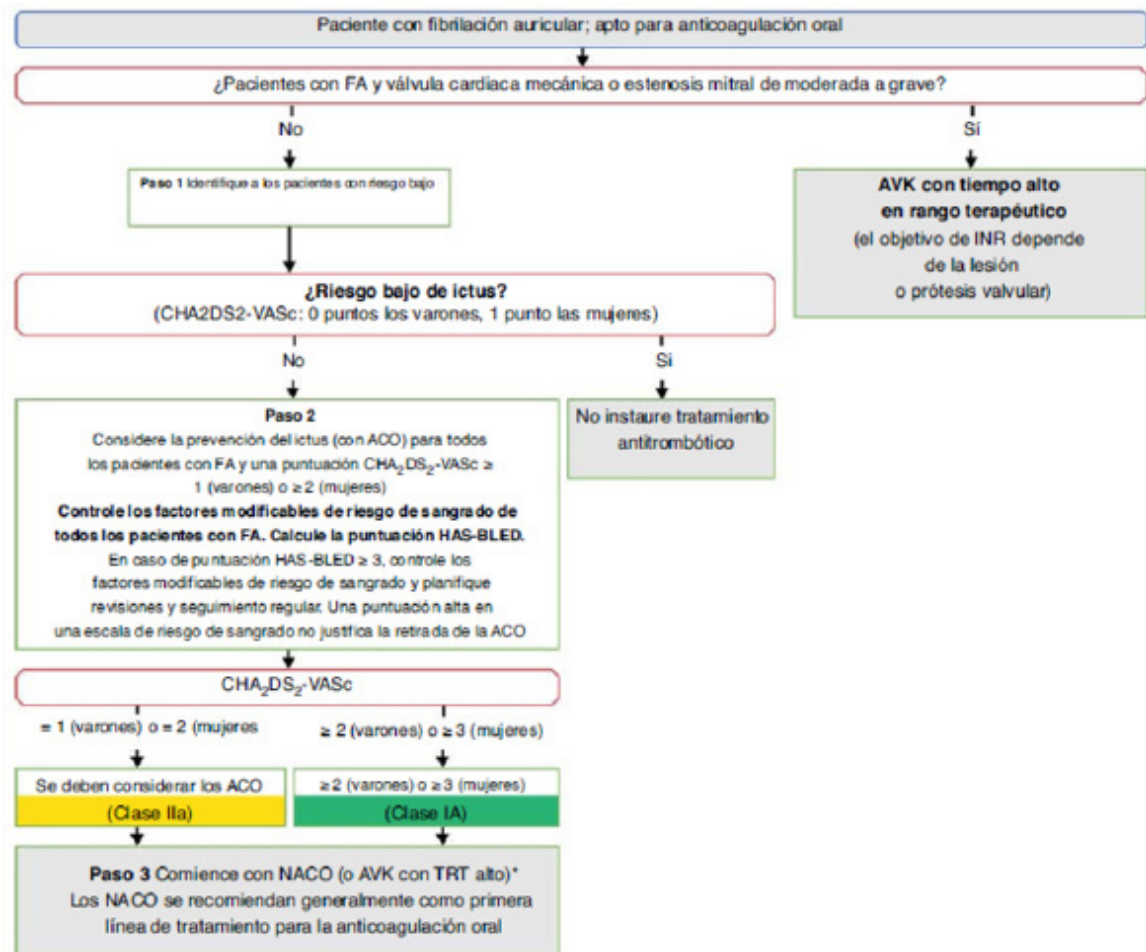 Paciente con fibrilación auricular; apto para anticoagulación oral
¿Pacientes con FA y válvula cardiaca mecánica o estenosis mitral de moderada a grave?
No
Sí
Paso 1 Identifique a los pacientes con riesgo bajo
AVK con tiempo alto
en rango terapéutico
(el objetivo de INR depende
de la lesión
o prótesis valvular)
¿Riesgo bajo de ictus?
(CHA2DS2-VASc: 0 puntos los varones, 1 punto las mujeres)
No
Si
Paso 2
Considere la prevención del ictus (con ACO) para todos
los pacientes con FA y una puntuación CHA₂DS₂-VASc ≥
1 (varones) o ≥ 2 (mujeres)
Controle los factores modificables de riesgo de sangrado de
todos los pacientes con FA. Calcule la puntuación HAS-BLED.
En caso de puntuación HAS-BLED ≥ 3, controle los
factores modificables de riesgo de sangrado y planifique
revisiones y seguimiento regular. Una puntuación alta en
una escala de riesgo de sangrado no justifica la retirada de la ACO
No instaure tratamiento
antitrombótico
CHA₂DS₂-VASc
= 1 (varones) o = 2 (mujeres
≥ 2 (varones) o ≥ 3 (mujeres)
Se deben considerar los ACO
(Clase IIa)
≥ 2 (varones) o ≥ 3 (mujeres)
(Clase IA)
Paso 3 Comience con NACO (o AVK con TRT alto)*
Los NACO se recomiendan generalmente como primera
línea de tratamiento para la anticoagulación oral